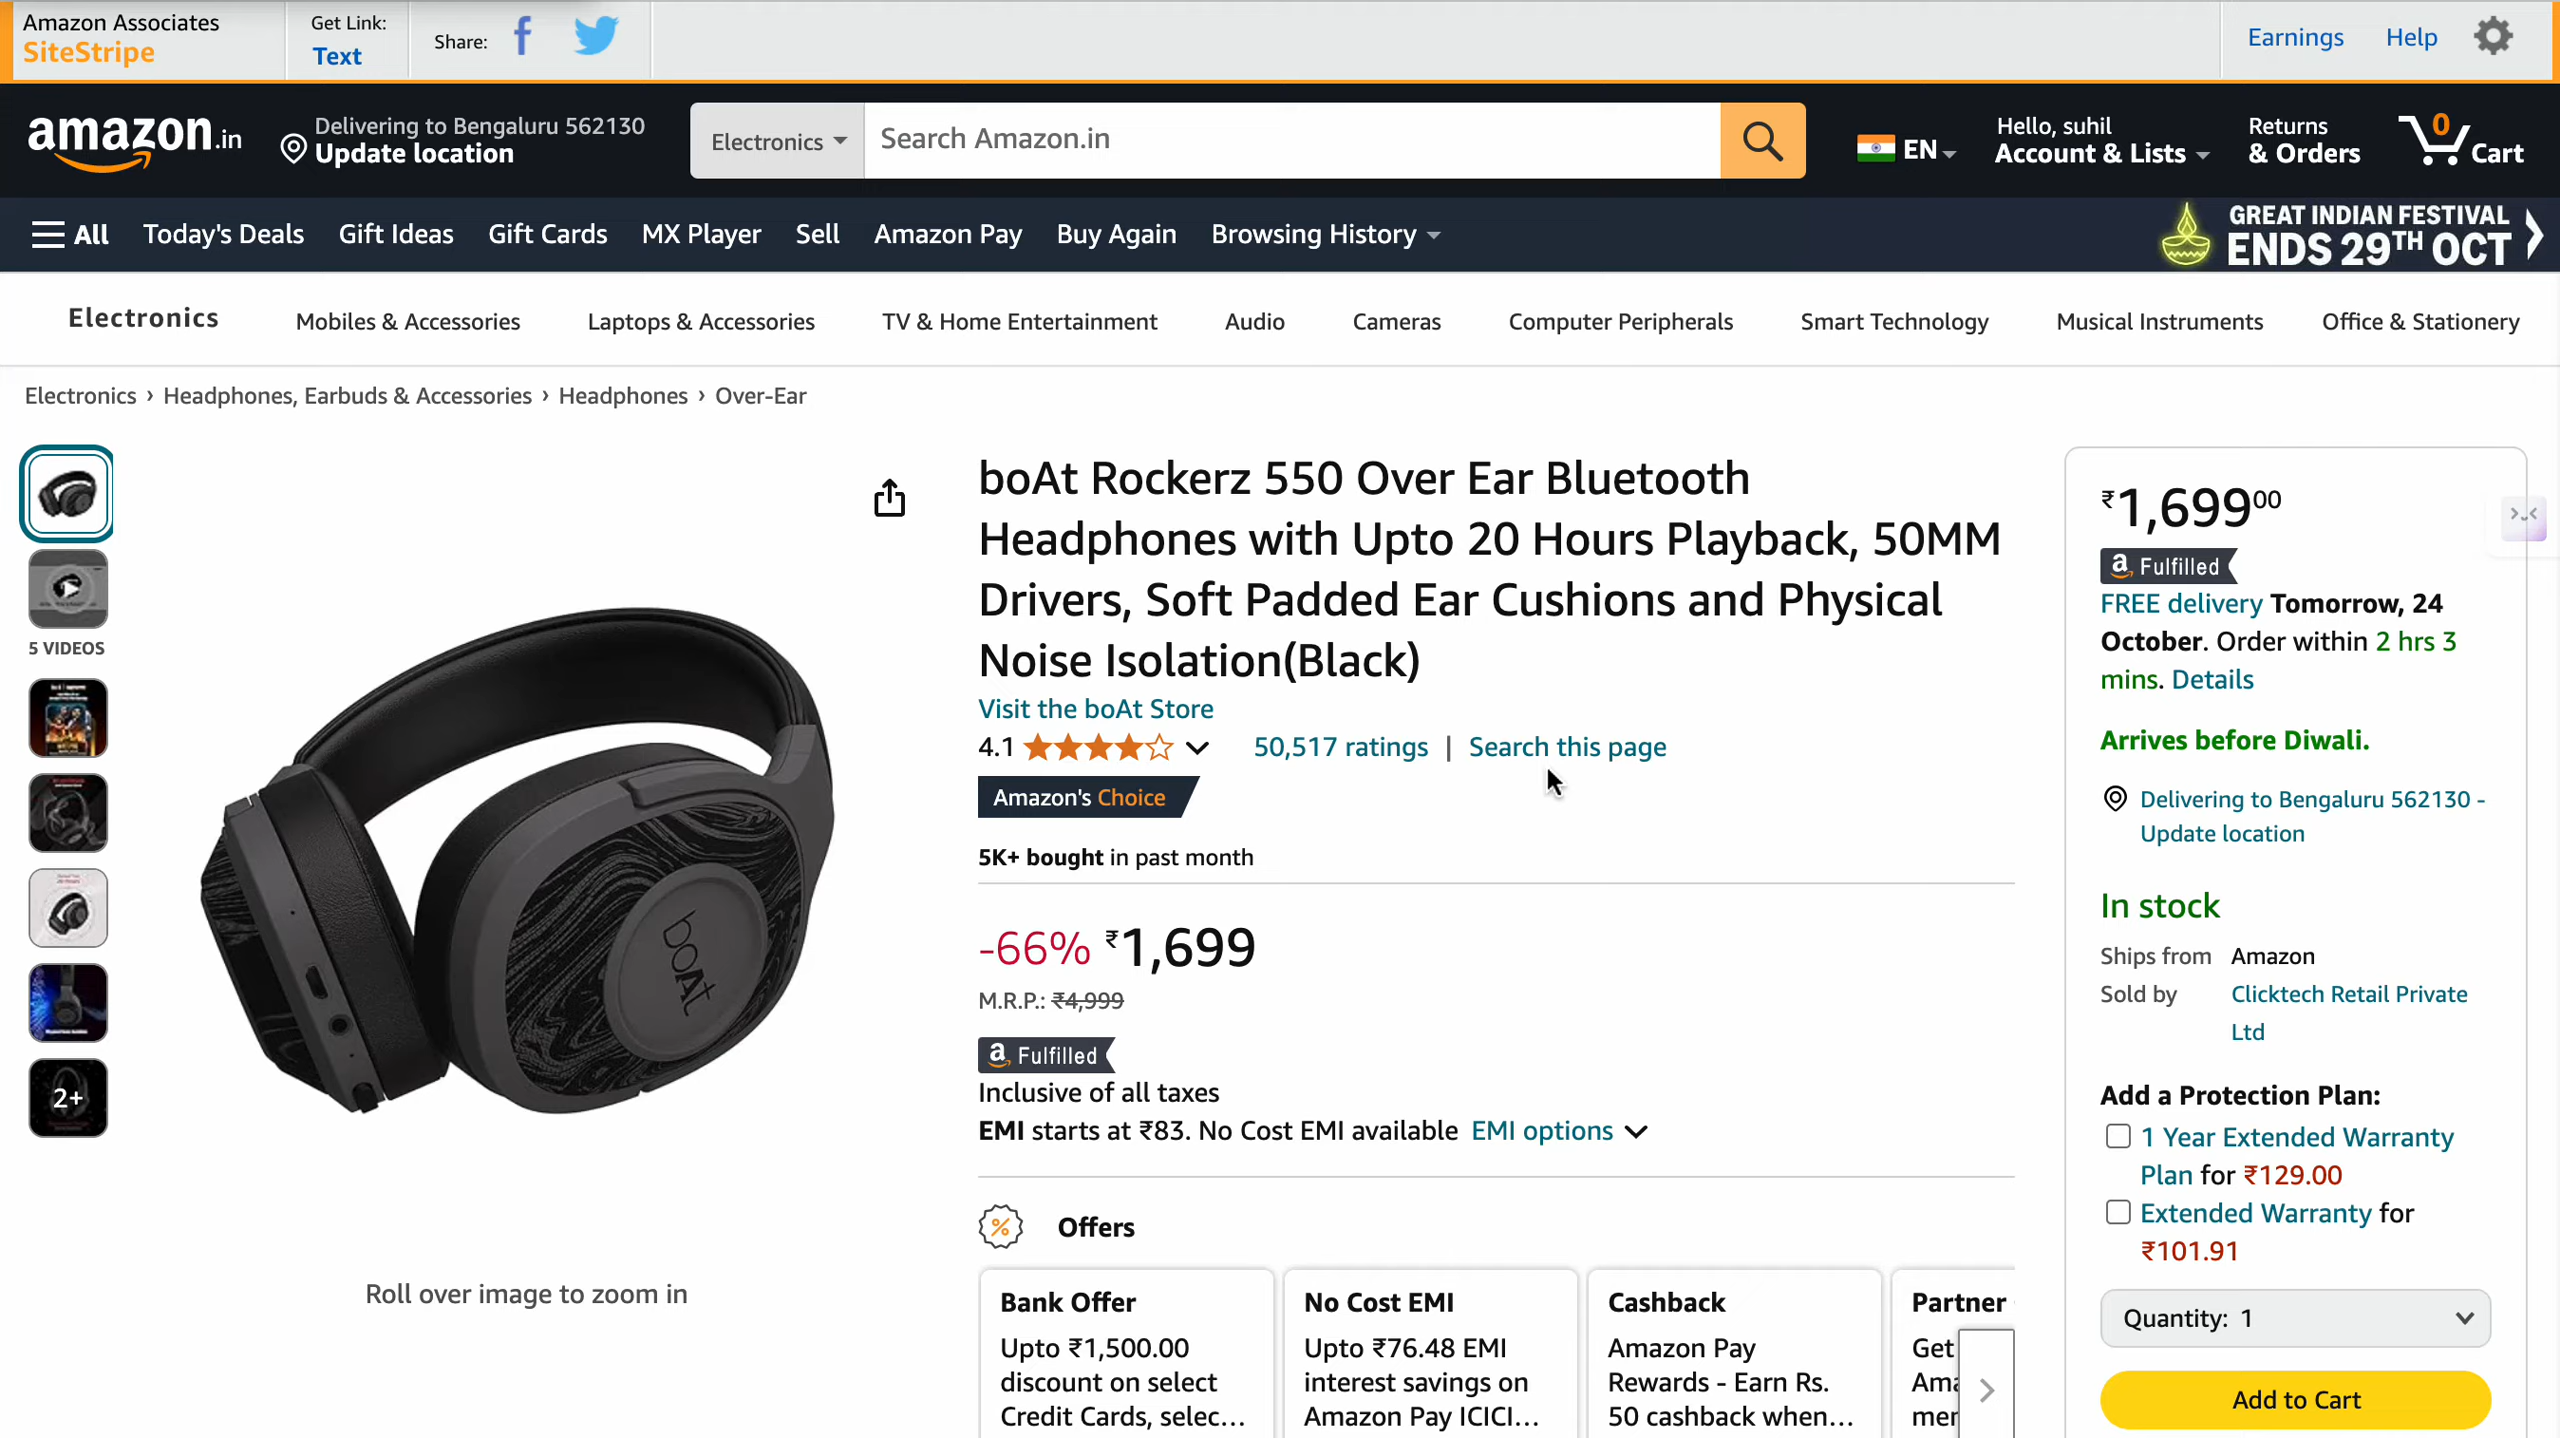 Amazon Associates
SiteStripe
Get Link:
Text
Share:
Earnings
Help
amazon.in
Delivering to Bengaluru 562130
Update location
Electronics
Search Amazon.in
EN
Hello, suhil
Account & Lists
Returns
& Orders
0
Cart
All
Today's Deals
Gift Ideas
Gift Cards
MX Player
Sell
Amazon Pay
Buy Again
Browsing History
GREAT INDIAN FESTIVAL
ENDS 29TH OCT
Electronics
Mobiles & Accessories
Laptops & Accessories
TV & Home Entertainment
Audio
Cameras
Computer Peripherals
Smart Technology
Musical Instruments
Office & Stationery
Electronics › Headphones, Earbuds & Accessories › Headphones › Over-Ear
5 VIDEOS
2+
boAt
Roll over image to zoom in
boAt Rockerz 550 Over Ear Bluetooth
Headphones with Upto 20 Hours Playback, 50MM
Drivers, Soft Padded Ear Cushions and Physical
Noise Isolation(Black)
Visit the boAt Store
4.1
50,517 ratings | Search this page
Amazon's Choice
5K+ bought in past month
-66% ₹1,699
M.R.P.: ₹4,999
a Fulfilled
Inclusive of all taxes
EMI starts at ₹83. No Cost EMI available EMI options
% Offers
Bank Offer
Upto ₹1,500.00
discount on select
Credit Cards, selec...
No Cost EMI
Upto ₹76.48 EMI
interest savings on
Amazon Pay ICICI...
Cashback
Amazon Pay
Rewards - Earn Rs.
50 cashback when...
Partner
Get
₹1,69900
a Fulfilled
FREE delivery Tomorrow, 24
October. Order within 2 hrs 3
mins. Details
Arrives before Diwali.
Delivering to Bengaluru 562130 -
Update location
In stock
Ships from Amazon
Sold by Clicktech Retail Private
Ltd
Add a Protection Plan:
1 Year Extended Warranty
Plan for ₹129.00
Extended Warranty for
₹101.91
Quantity: 1
Add to Cart